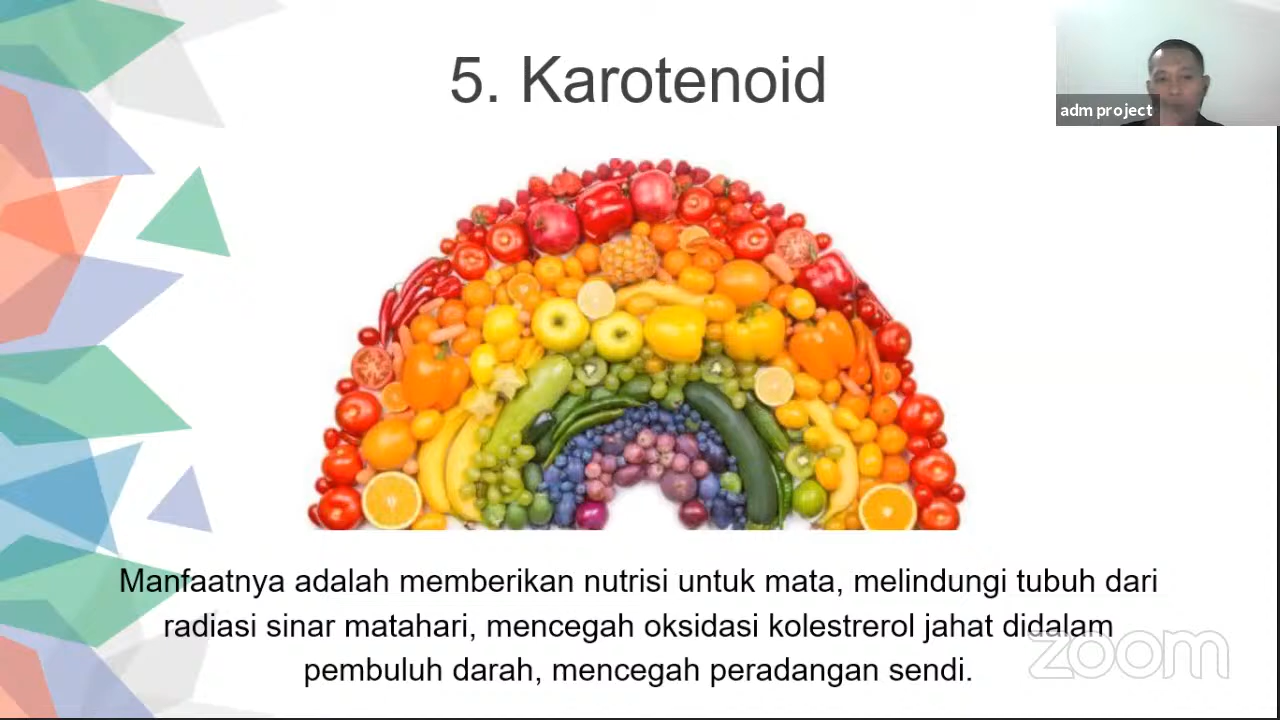 5. Karotenoid
adm project
Manfaatnya adalah memberikan nutrisi untuk mata, melindungi tubuh dari
radiasi sinar matahari, mencegah oksidasi kolestrerol jahat didalam
pembuluh darah, mencegah peradangan sendi.
zoom